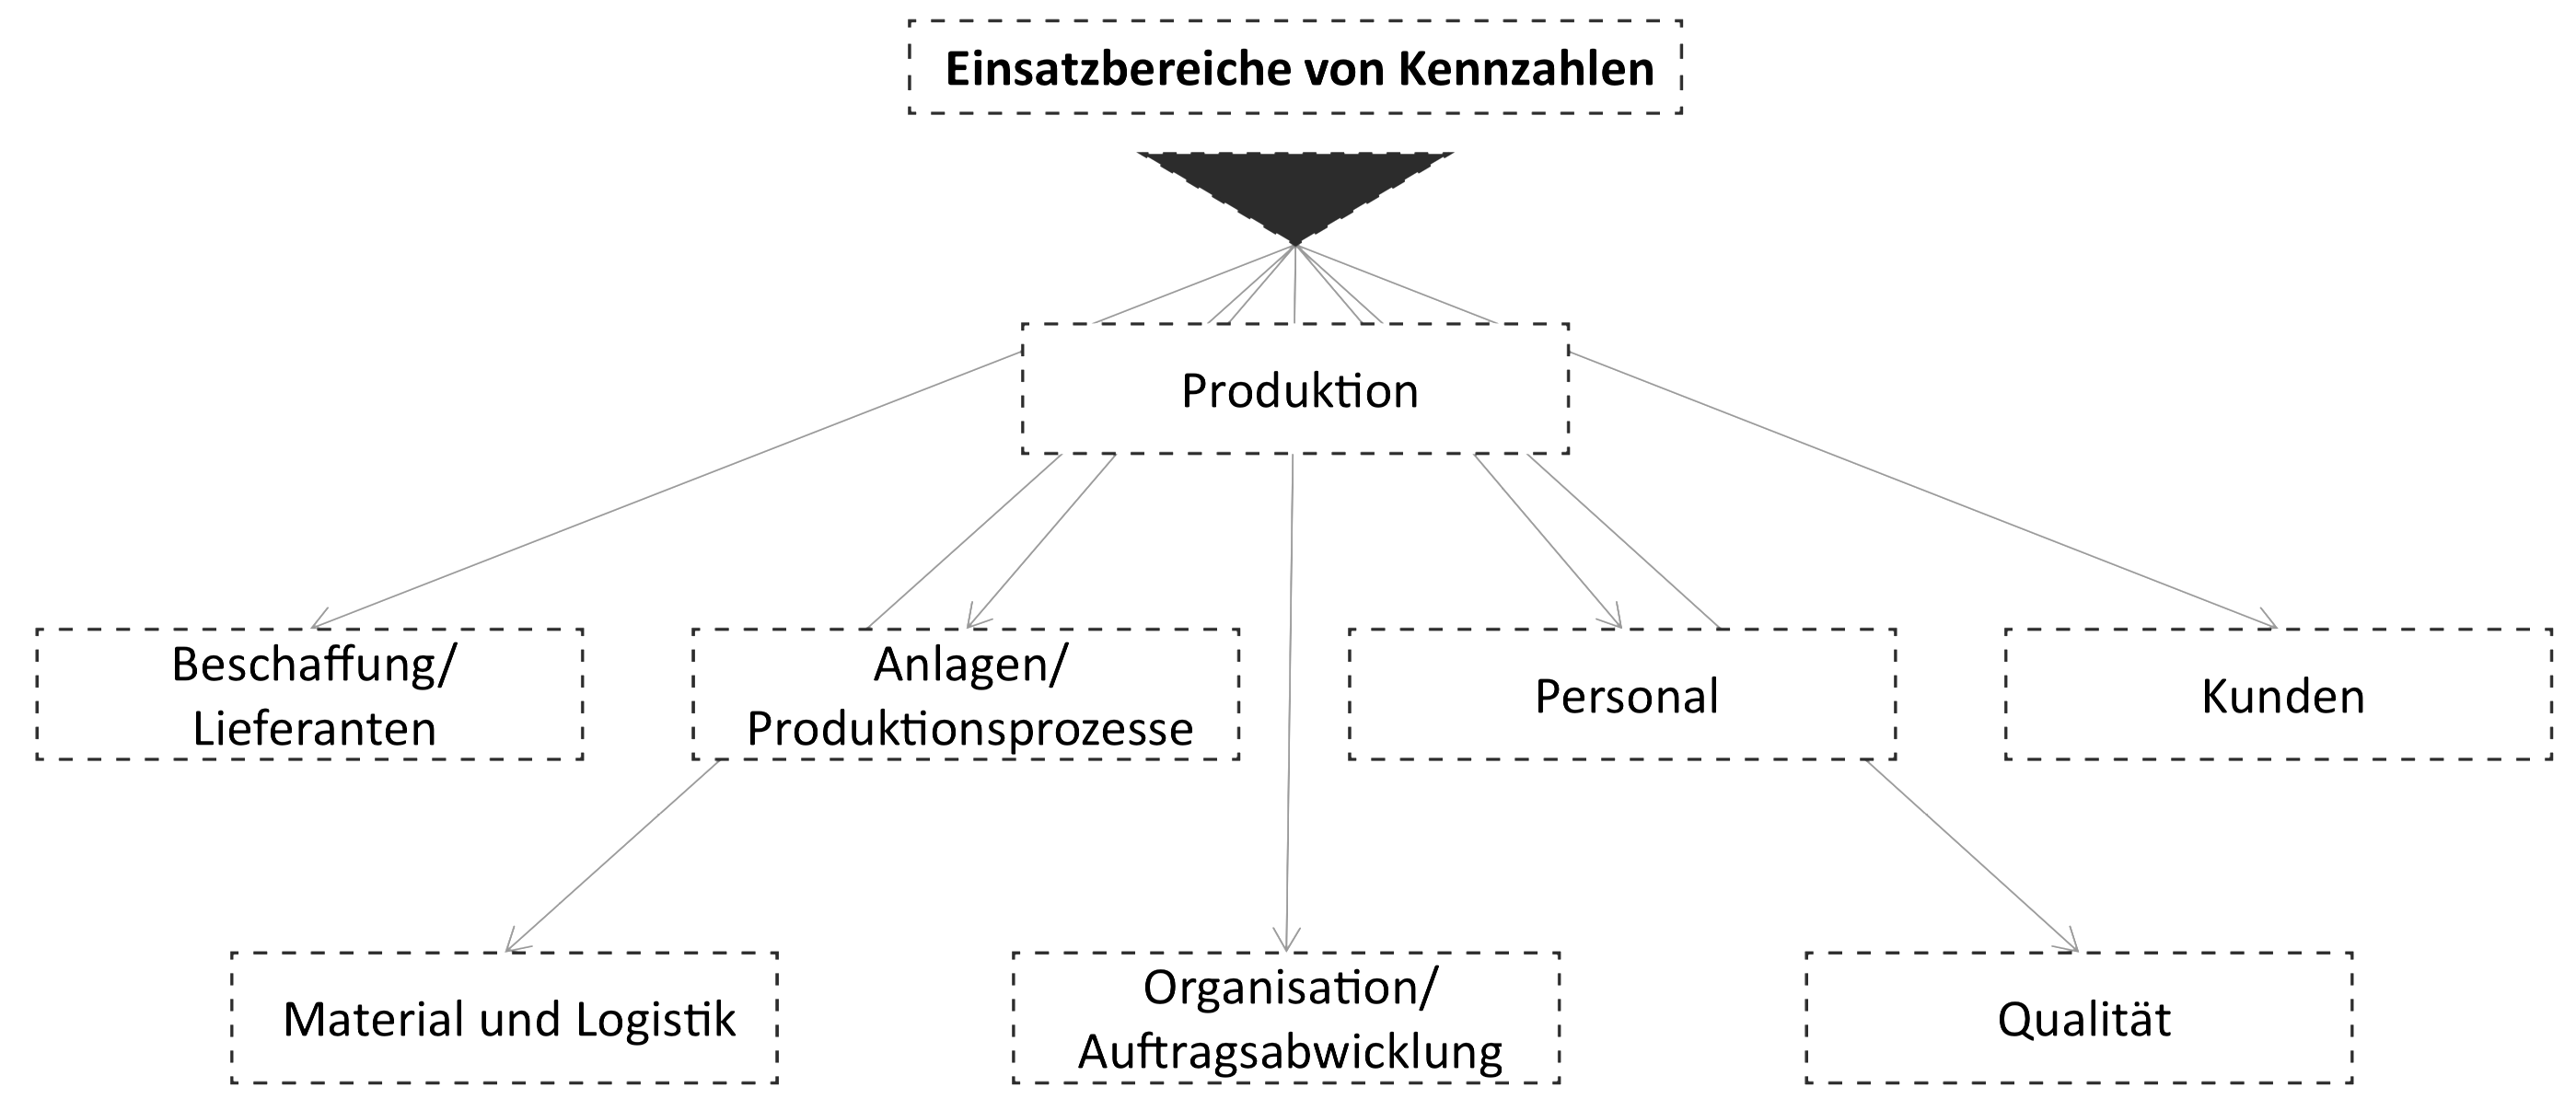 Einsatzbereiche von Kennzahlen
Produktion
Beschaffung/
Lieferanten
Anlagen/
Produktionsprozesse
Personal
Kunden
Material und Logistik
Organisation/
Auftragsabwicklung
Qualität